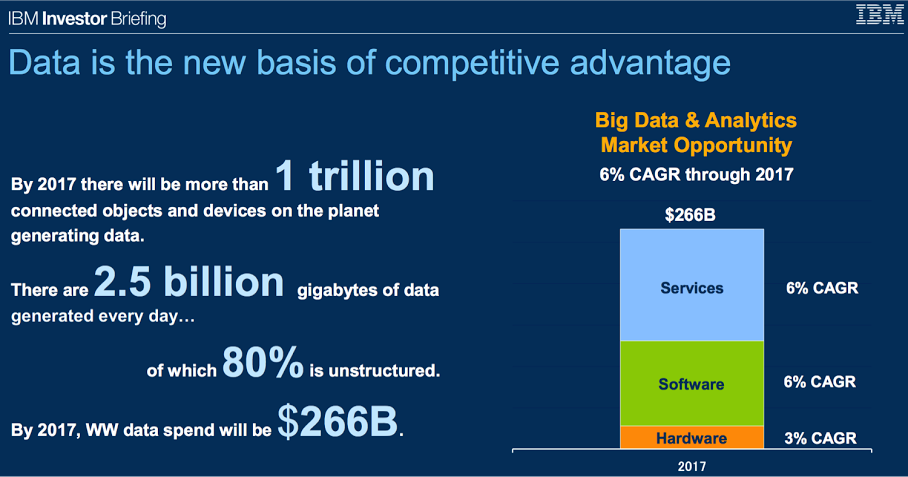 IBM Investor Briefing
IBM
Data is the new basis of competitive advantage
By 2017 there will be more than 1 trillion
connected objects and devices on the planet
generating data.
There are 2.5 billion gigabytes of data
generated every day…
of which 80% is unstructured.
By 2017, WW data spend will be $266B.
Big Data & Analytics
Market Opportunity
6% CAGR through 2017
$266B
Services 6% CAGR
Software 6% CAGR
Hardware 3% CAGR
2017